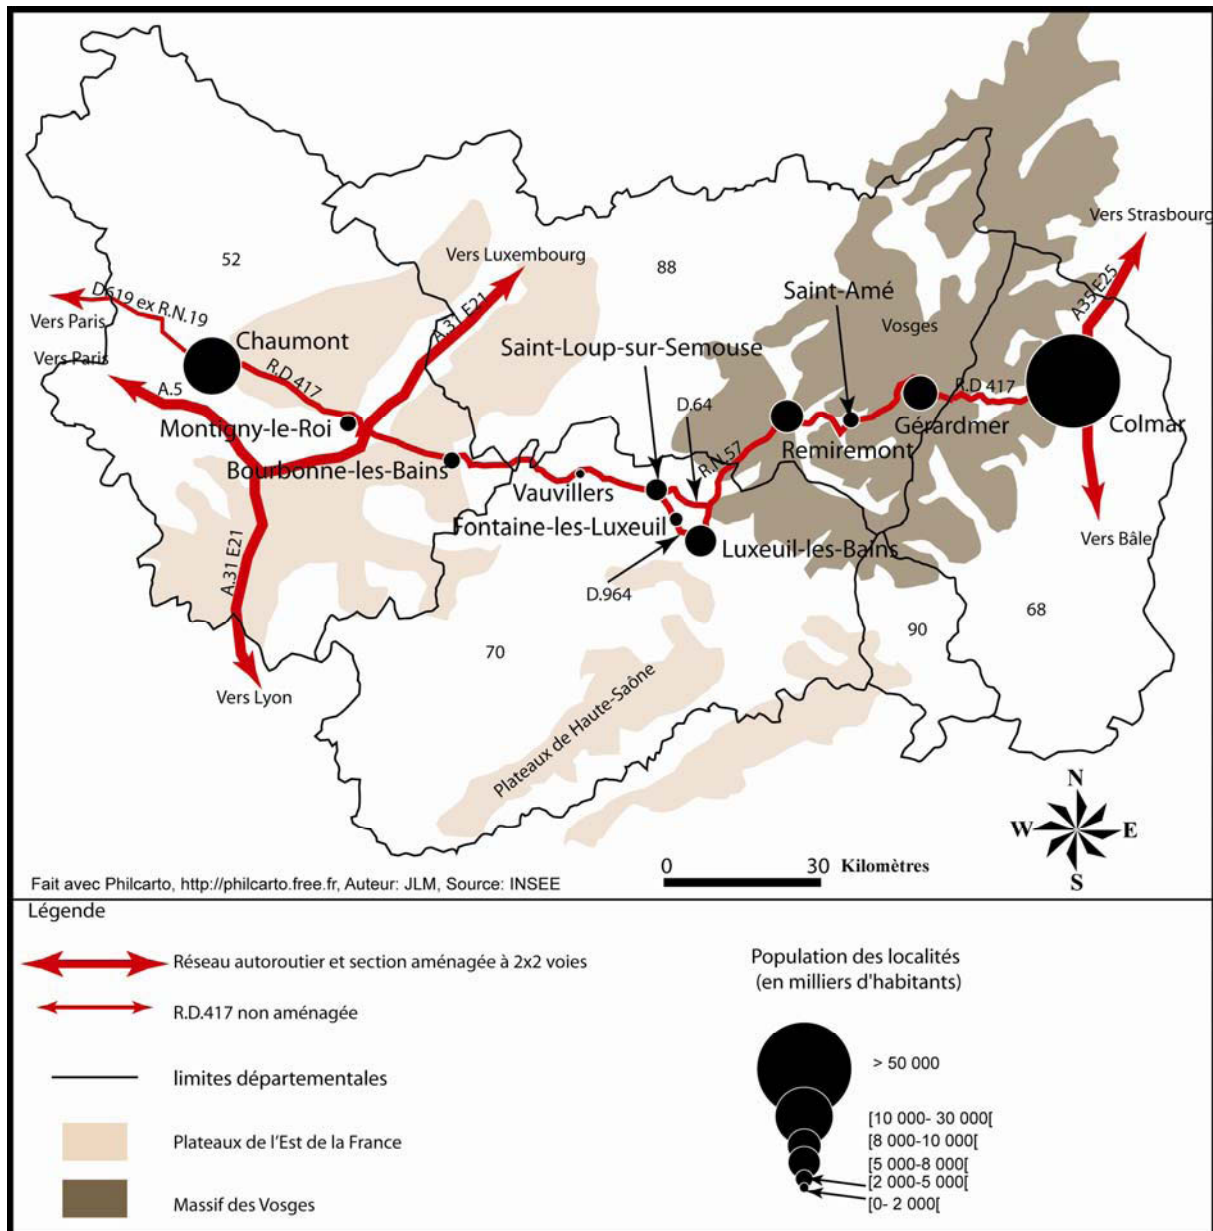 Vers Strasbourg
Vers Luxembourg
52
88
A35 E25
Saint-Amé
D619 ex R.N.19
A.31 E21
Vers Paris
Vosges
Chaumont
Saint-Loup-sur-Semouse
Vers Paris
R.D 417
R.D 417
A.5
D.64
Montigny-le-Roi
Gérardmer
Colmar
Remiremont
R.N.57
Bourbonne-les-Bains
Vauvillers
Fontaine-les-Luxeuil
Luxeuil-les-Bains
Vers Bâle
A.31 E21
D.964
68
90
70
Vers Lyon
Plateaux de Haute-Saône
N
W
E
S
0 30 Kilomètres
Fait avec Philcarto, http://philcarto.free.fr, Auteur: JLM, Source: INSEE
Légende
Réseau autoroutier et section aménagée à 2x2 voies
R.D.417 non aménagée
limites départementales
Plateaux de l'Est de la France
Massif des Vosges
Population des localités
(en milliers d'habitants)
> 50 000
[10 000- 30 000[
[8 000-10 000[
[5 000-8 000[
[2 000-5 000[
[0- 2 000[